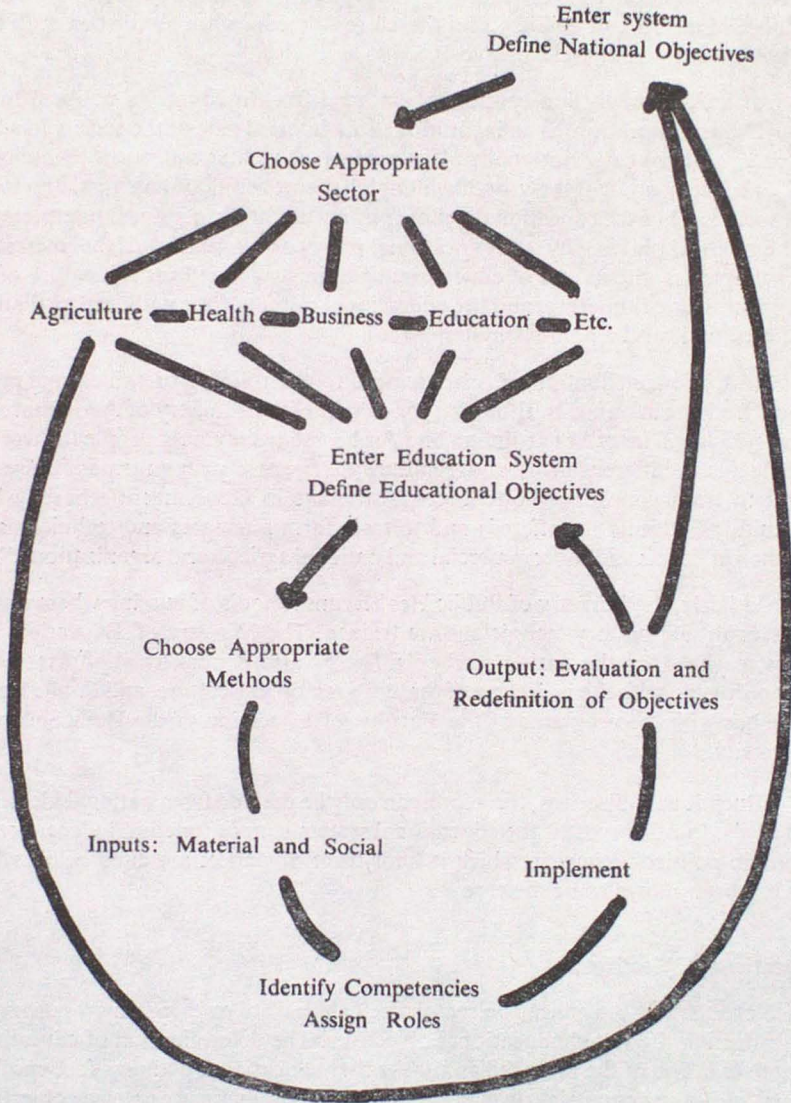 Enter system
Define National Objectives
Choose Appropriate
Sector
Agriculture Health Business Education Etc.
Enter Education System
Define Educational Objectives
Choose Appropriate
Methods
Output: Evaluation and
Redefinition of Objectives
Inputs: Material and Social
Implement
Identify Competencies
Assign Roles